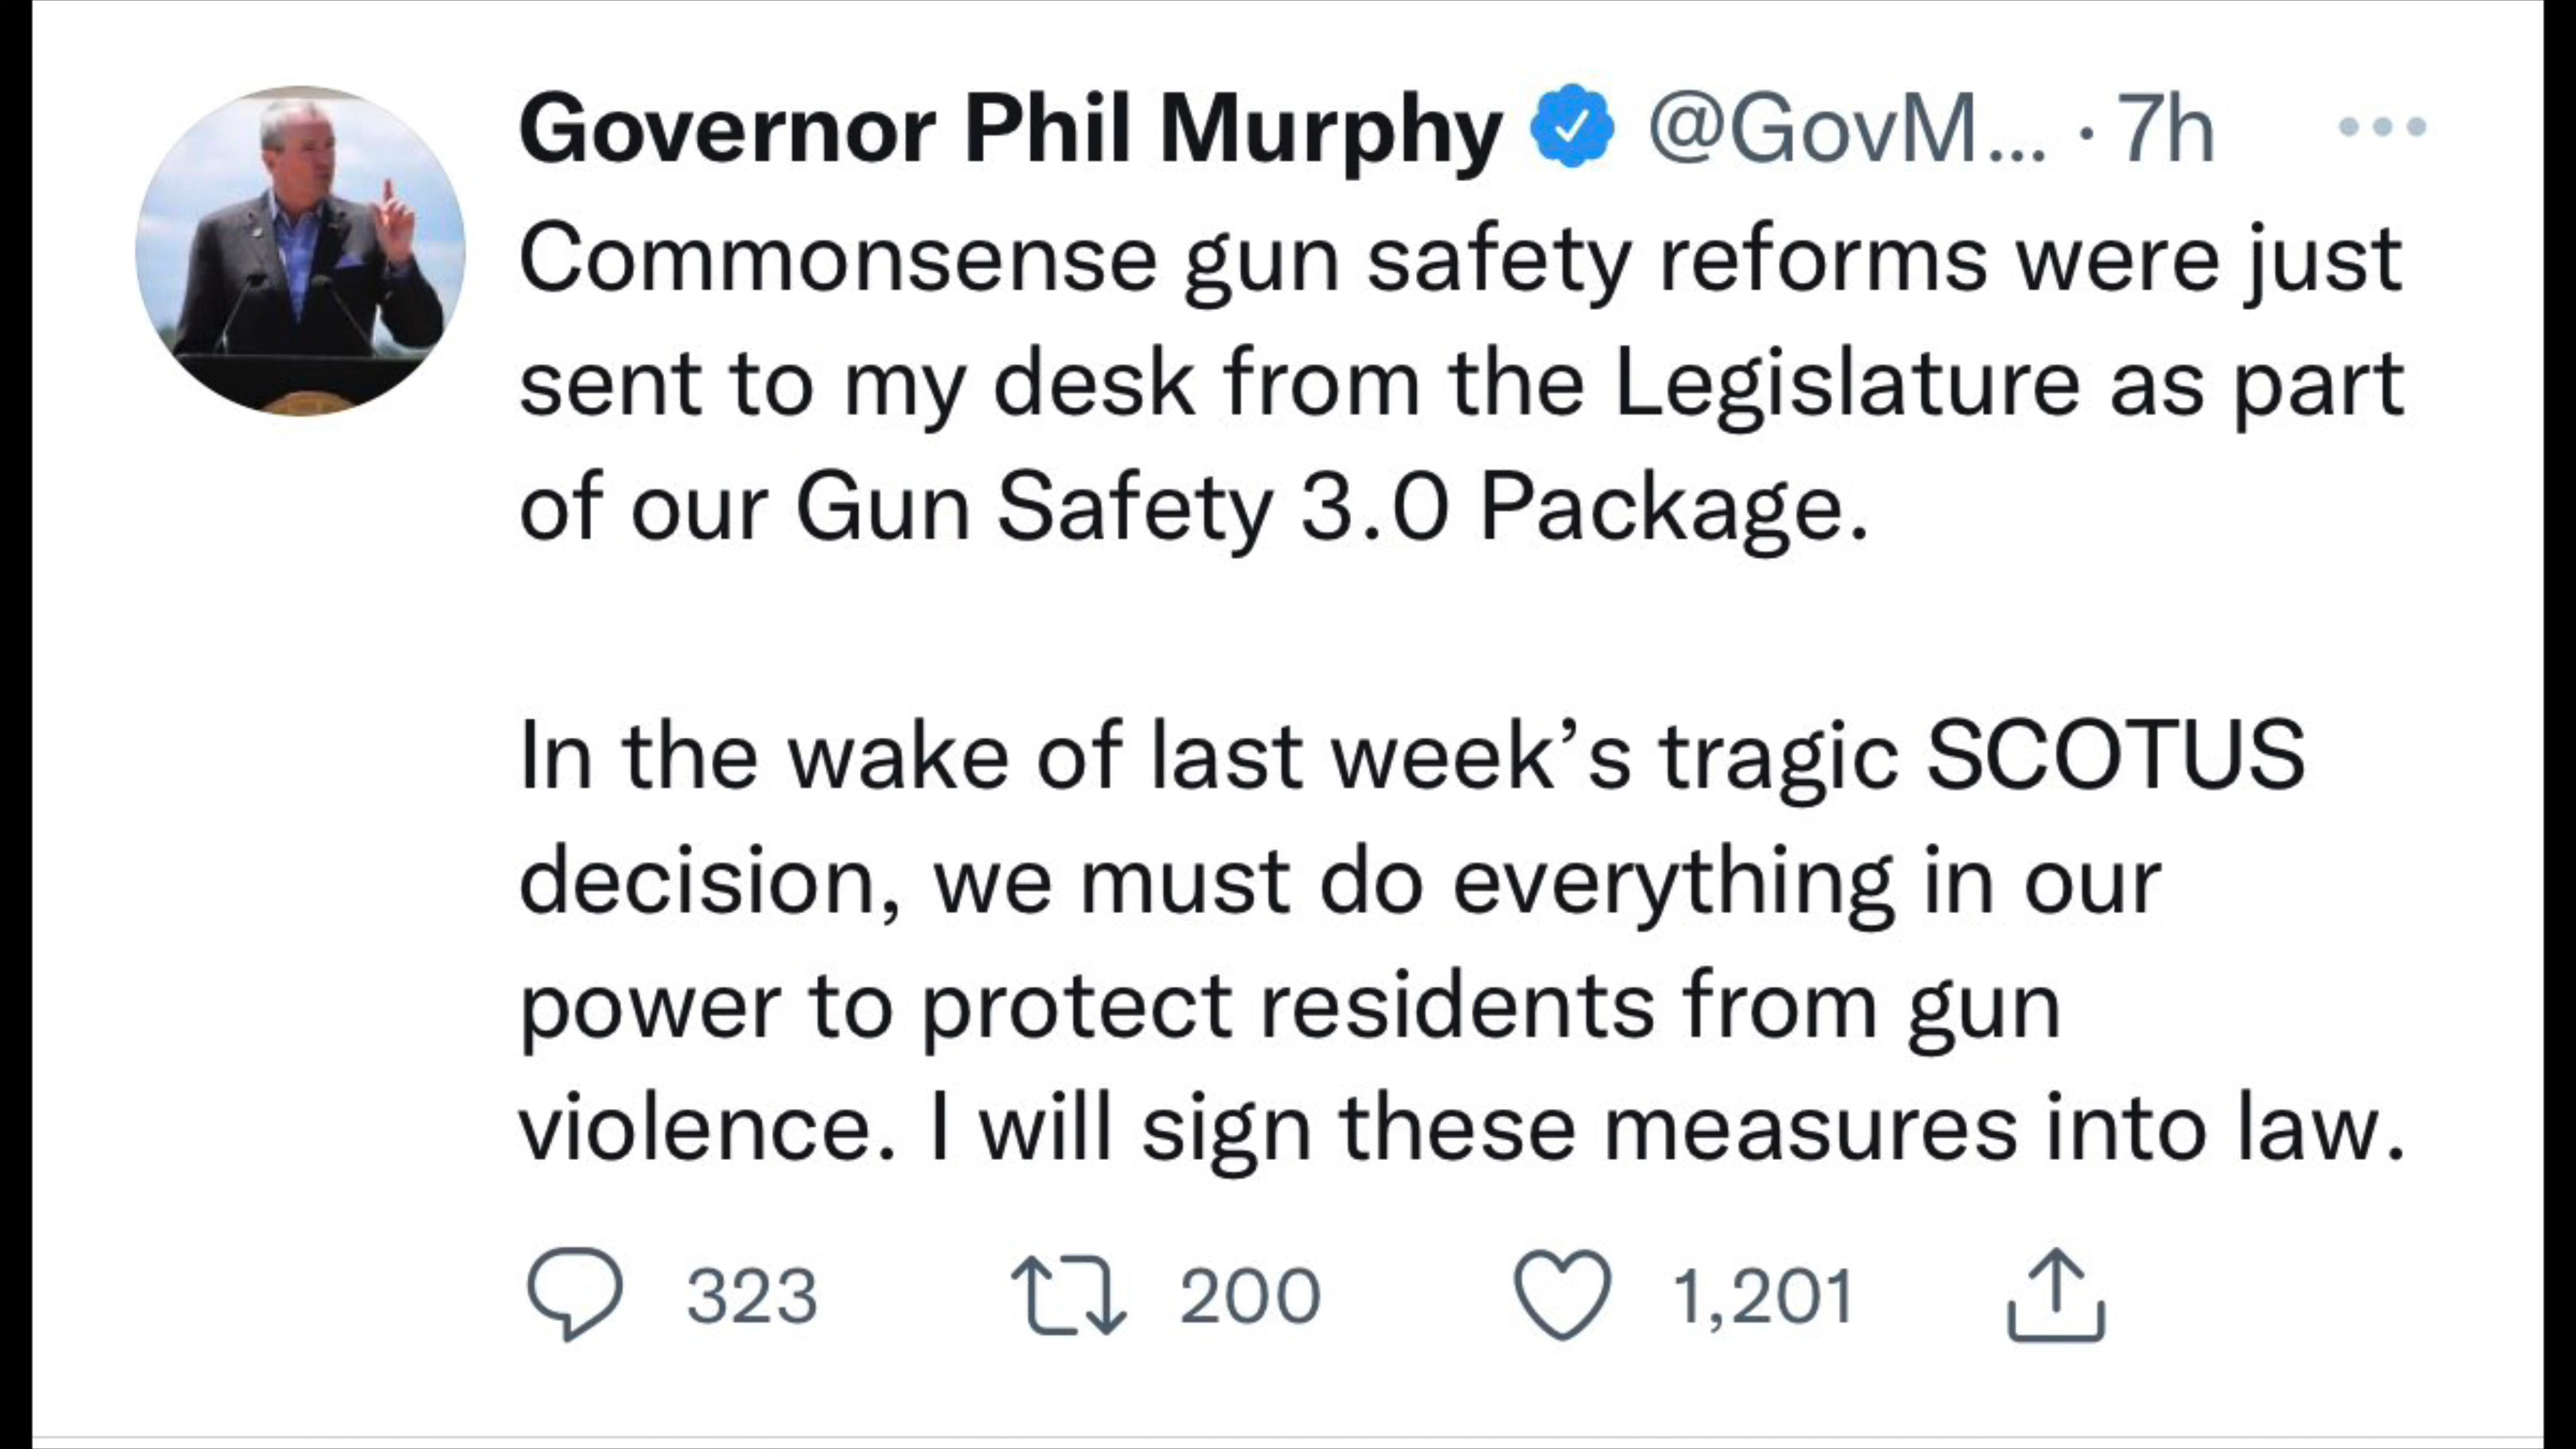 Governor Phil Murphy @GovM... · 7h
Commonsense gun safety reforms were just
sent to my desk from the Legislature as part
of our Gun Safety 3.0 Package.
In the wake of last week’s tragic SCOTUS
decision, we must do everything in our
power to protect residents from gun
violence. I will sign these measures into law.
323 200 1,201